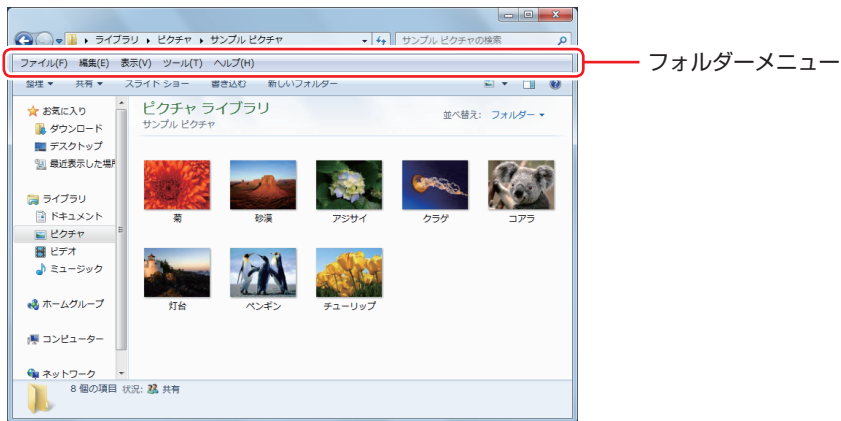 ライブラリ ピクチャ サンプル ピクチャ サンプル ピクチャの検索
ファイル(F) 編集(E) 表示(V) ツール(T) ヘルプ(H)
フォルダーメニュー
整理 共有 スライド ショー 書き込む 新しいフォルダー
お気に入り
ダウンロード
デスクトップ
最近表示した場所
ライブラリ
ドキュメント
ピクチャ
ビデオ
ミュージック
ホームグループ
コンピューター
ネットワーク
ピクチャ ライブラリ
サンプル ピクチャ
並べ替え: フォルダー
菊 砂漠 アジサイ クラゲ コアラ
灯台 ペンギン チューリップ
8 個の項目 状況: 共有